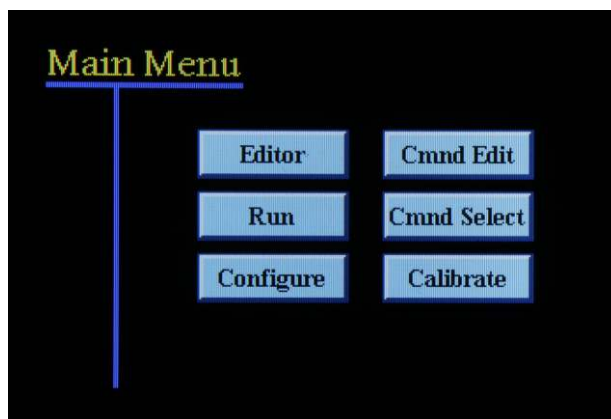 Main Menu
Editor
Cmnd Edit
Run
Cmnd Select
Configure
Calibrate